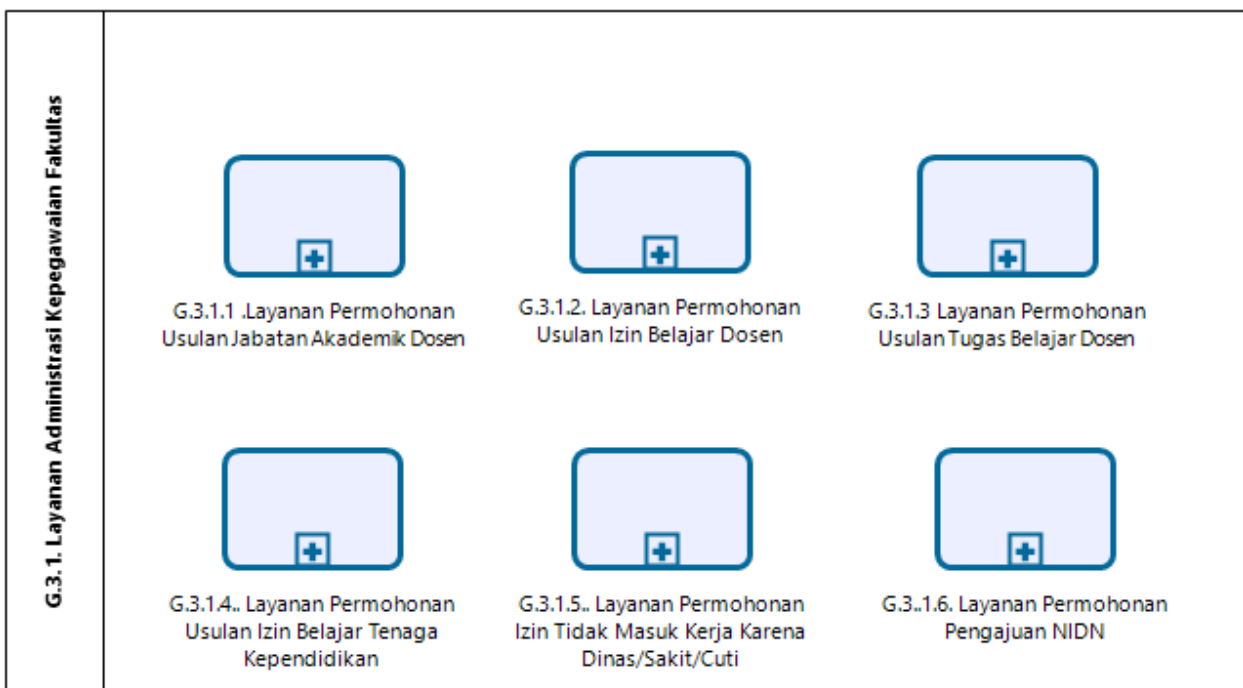 G.3.1. Layanan Administrasi Kepegawaian Fakultas
G.3.1.1 .Layanan Permohonan
Usulan Jabatan Akademik Dosen
G.3.1.2. Layanan Permohonan
Usulan Izin Belajar Dosen
G.3.1.3 Layanan Permohonan
Usulan Tugas Belajar Dosen
G.3.1.4.. Layanan Permohonan
Usulan Izin Belajar Tenaga
Kependidikan
G.3.1.5.. Layanan Permohonan
Izin Tidak Masuk Kerja Karena
Dinas/Sakit/Cuti
G.3..1.6. Layanan Permohonan
Pengajuan NIDN